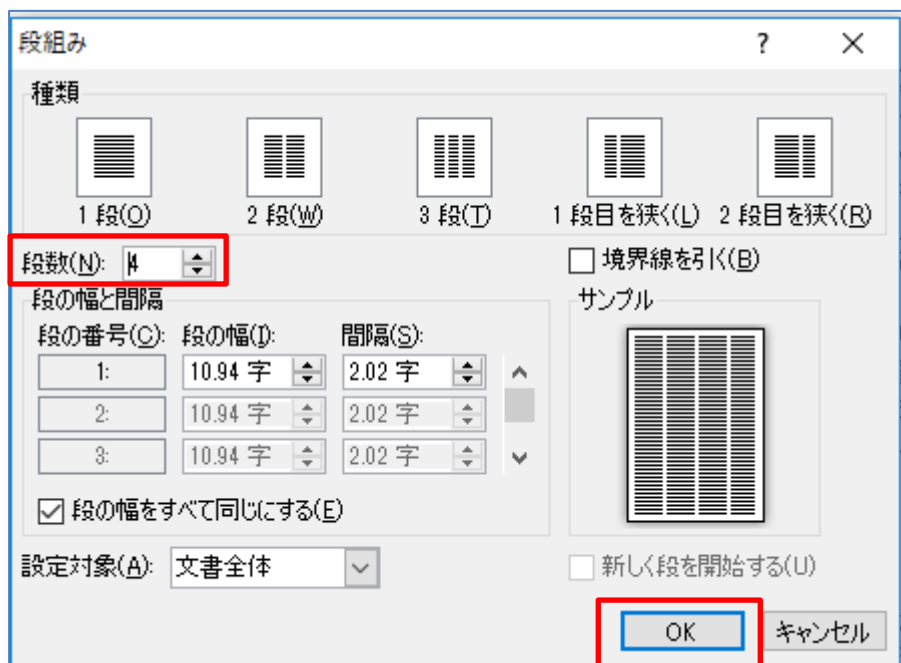 段組み ? ×
種類
1 段(O) 2 段(W) 3 段(T) 1 段目を狭く(L) 2 段目を狭く(R)
段数(N): 4 境界線を引く(B)
段の幅と間隔 サンプル
段の番号(C): 段の幅(I): 間隔(S):
1: 10.94 字 2.02 字
2: 10.94 字 2.02 字
3: 10.94 字 2.02 字
段の幅をすべて同じにする(E)
設定対象(A): 文書全体 新しく段を開始する(U)
OK キャンセル